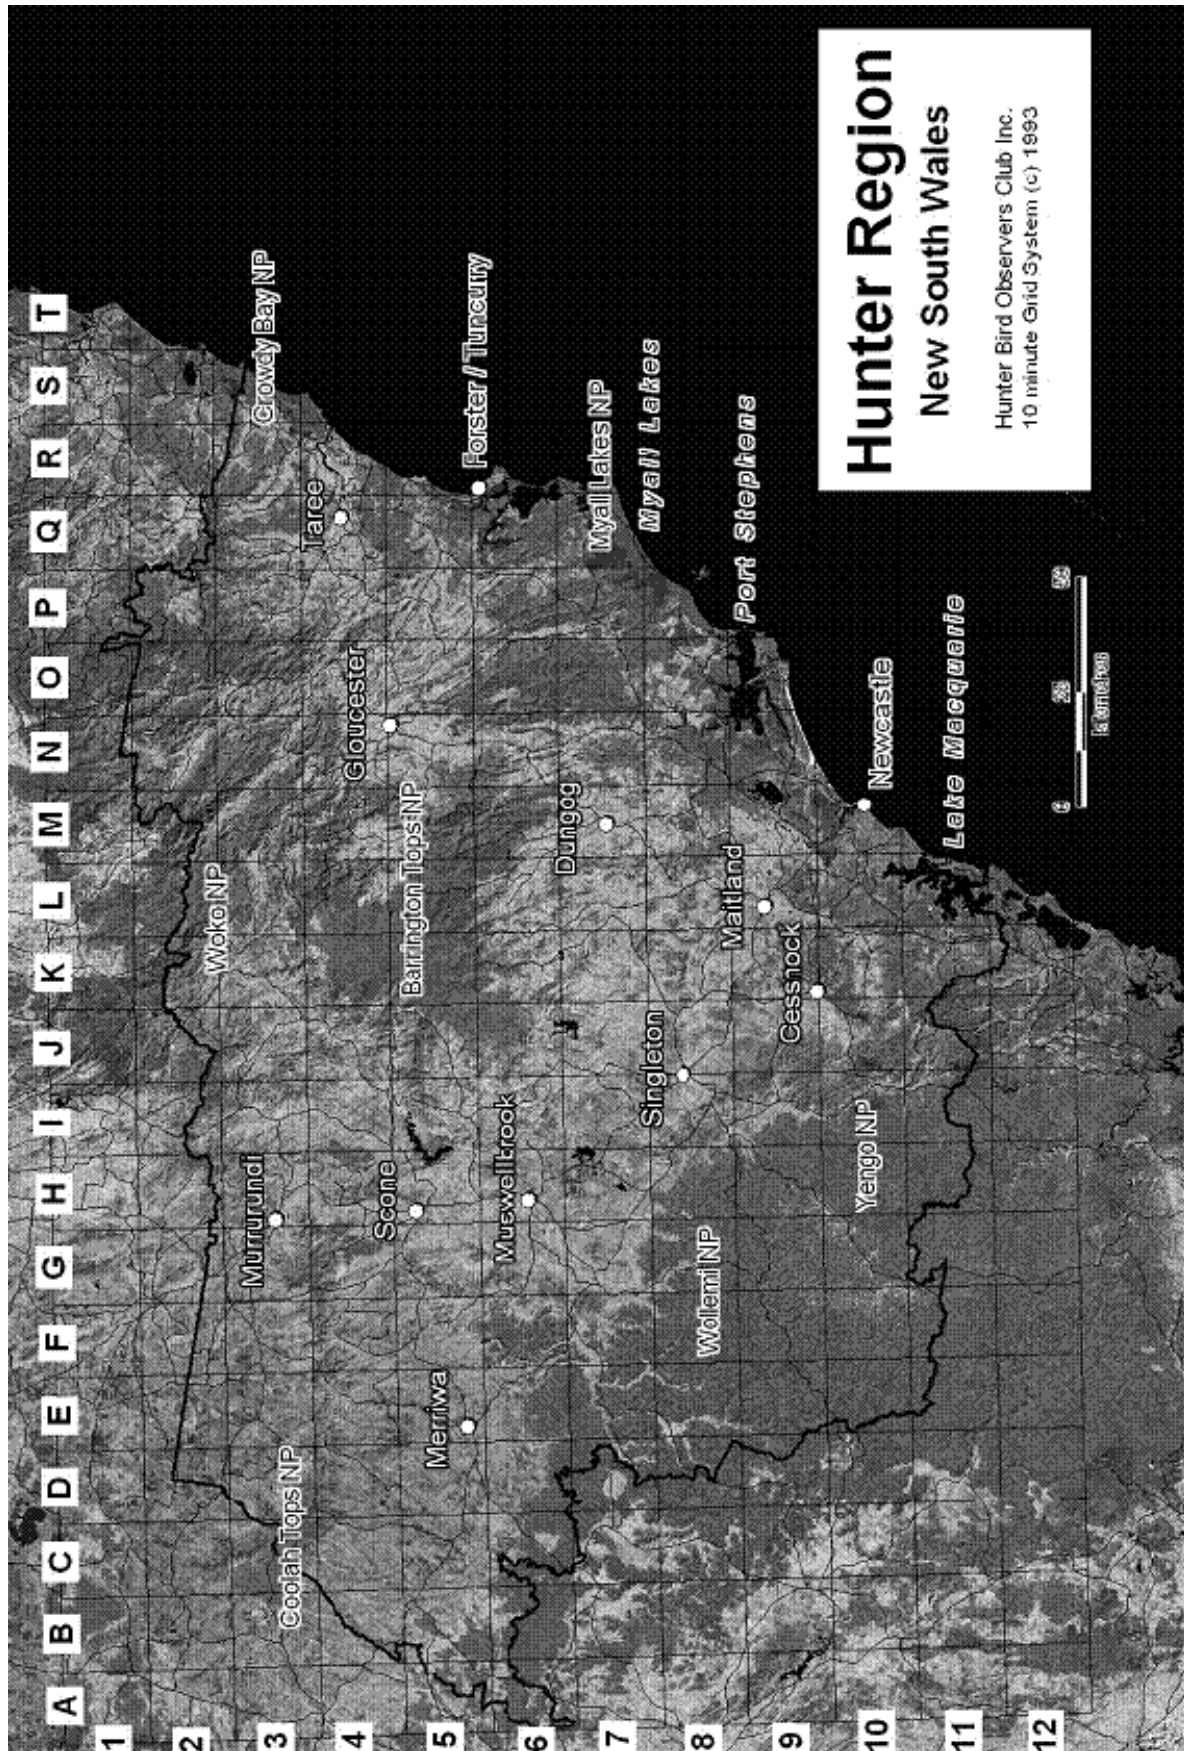 Hunter Region
New South Wales
Hunter Bird Observers Club Inc.
10 minute Grid System (c) 1993
A B C D E F G H I J K L M N O P Q R S T
1
2
3
4
5
6
7
8
9
10
11
12
Crowdy Bay NP
Taree
Forster / Tuncurry
Myall Lakes NP
Myall Lakes
Port Stephens
Gloucester
Woko NP
Barrington Tops NP
Dungog
Newcastle
Lake Macquarie
Maitland
Cessnock
Singleton
Murrurundi
Scone
Muswellbrook
Yengo NP
Wollemi NP
Merriwa
Coolah Tops NP
0 25 50
kilometres